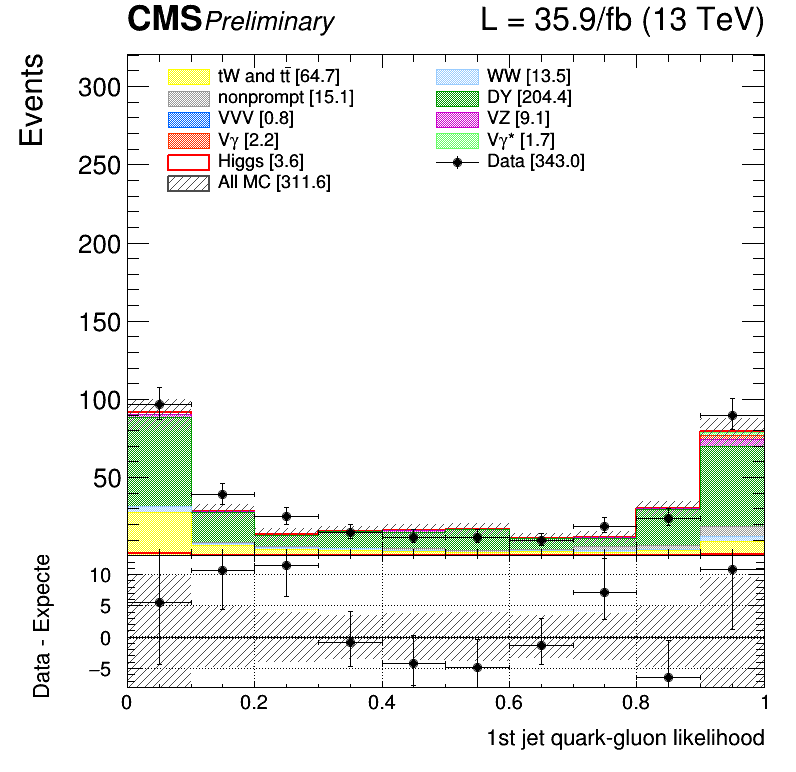 CMS Preliminary L = 35.9/fb (13 TeV)
Events
300
250
200
150
100
50
tW and tt̄ [64.7]
nonprompt [15.1]
VVV [0.8]
Vγ [2.2]
Higgs [3.6]
All MC [311.6]
WW [13.5]
DY [204.4]
VZ [9.1]
Vγ* [1.7]
Data [343.0]
Data - Expecte
10
5
0
−5
0 0.2 0.4 0.6 0.8 1
1st jet quark-gluon likelihood